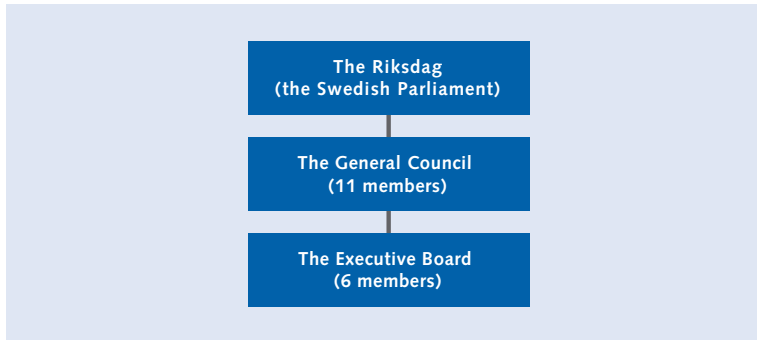 The Riksdag
(the Swedish Parliament)
The General Council
(11 members)
The Executive Board
(6 members)